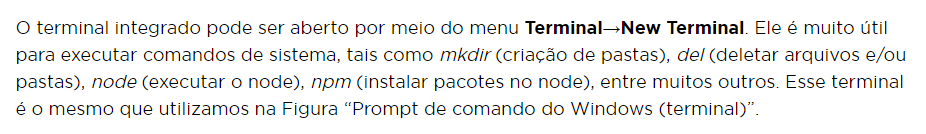 O terminal integrado pode ser aberto por meio do menu Terminal→New Terminal. Ele é muito útil
para executar comandos de sistema, tais como mkdir (criação de pastas), del (deletar arquivos e/ou
pastas), node (executar o node), npm (instalar pacotes no node), entre muitos outros. Esse terminal
é o mesmo que utilizamos na Figura “Prompt de comando do Windows (terminal)”.